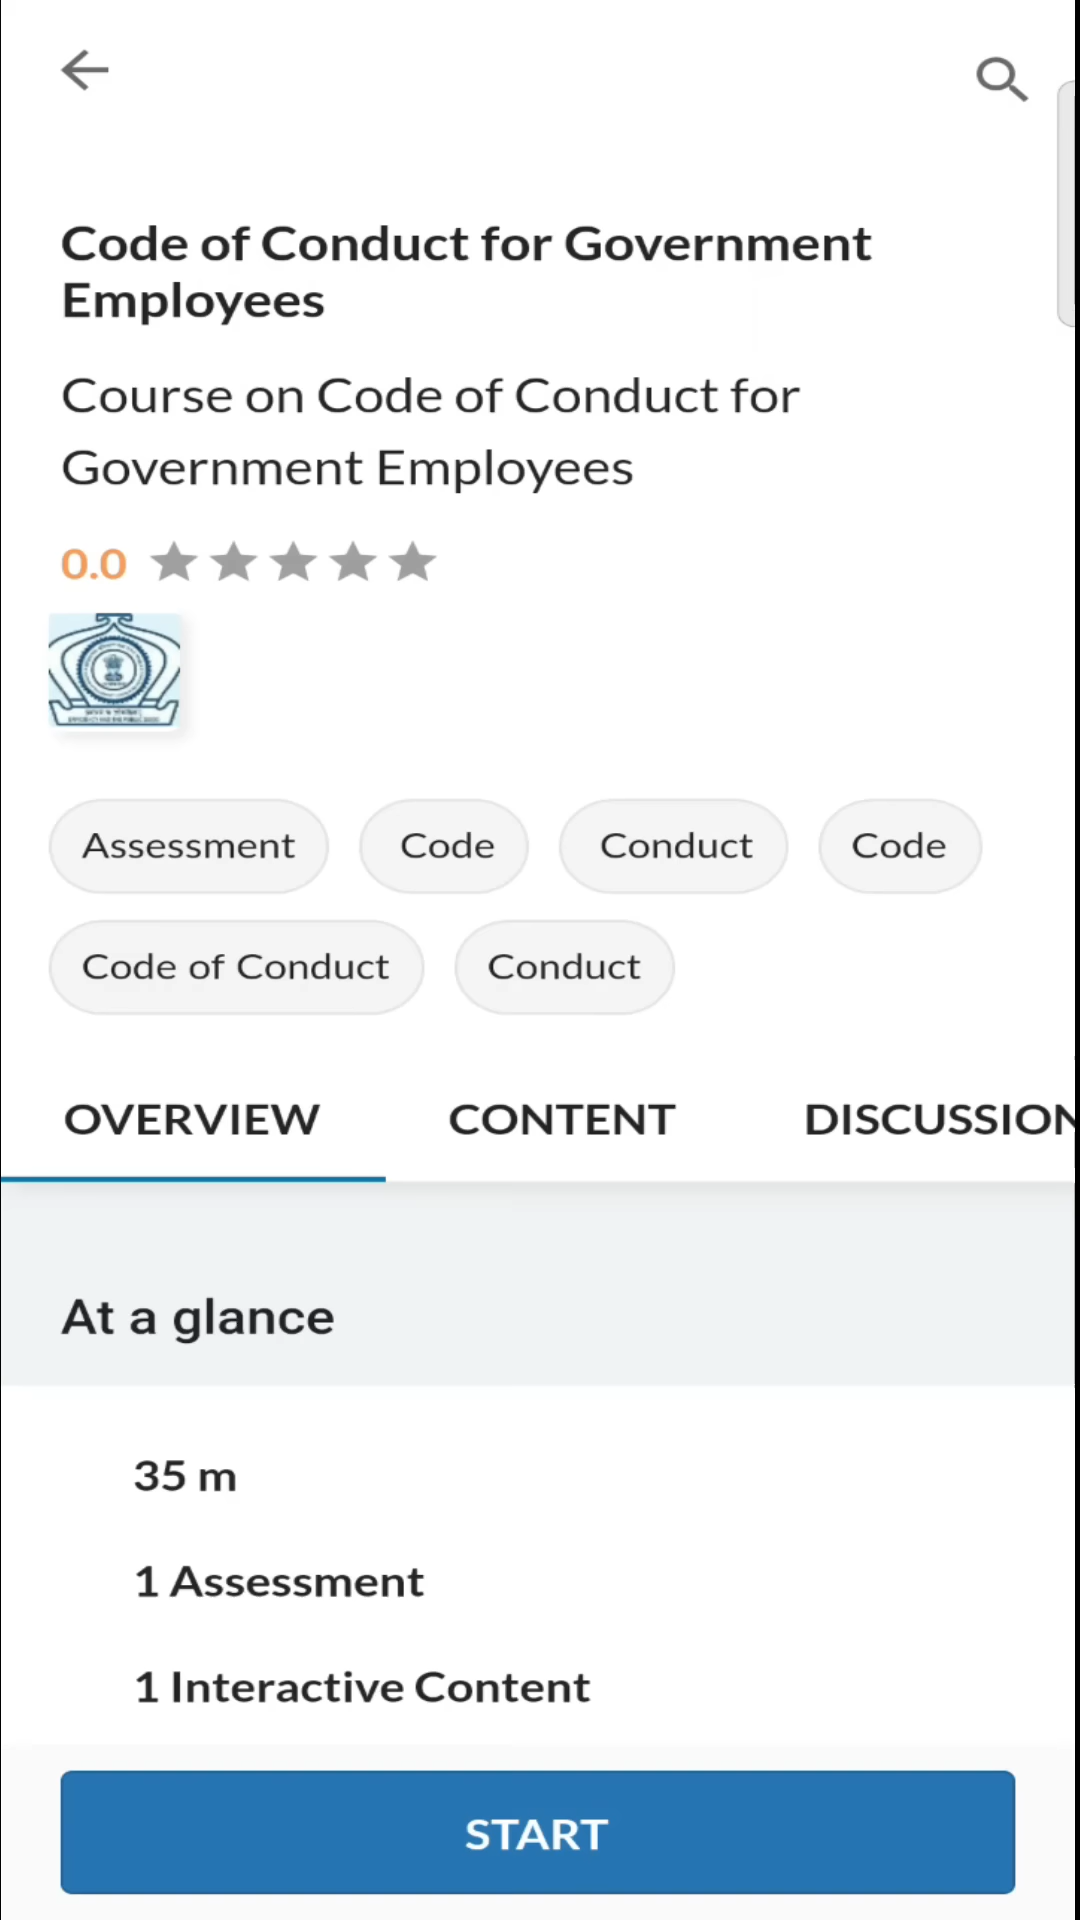 Code of Conduct for Government
Employees
Course on Code of Conduct for
Government Employees
0.0
Assessment
Code
Conduct
Code
Code of Conduct
Conduct
OVERVIEW
CONTENT
DISCUSSION
At a glance
35 m
1 Assessment
1 Interactive Content
START